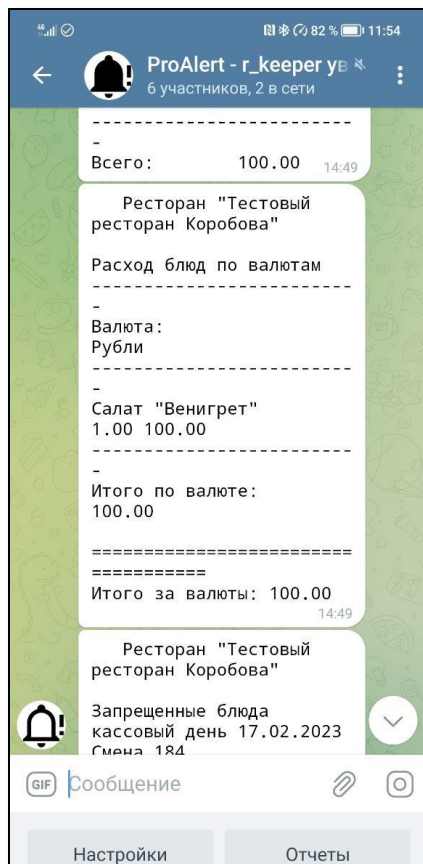 46 82 % 11:54
ProAlert - r_keeper ув
6 участников, 2 в сети
-------------------------
-
Всего: 100.00 14:49
Ресторан "Тестовый
ресторан Коробова"
Расход блюд по валютам
-------------------------
-
Валюта:
Рубли
-------------------------
-
Салат "Венигрет"
1.00 100.00
-------------------------
-
Итого по валюте:
100.00
=========================
===========
Итого за валюты: 100.00
14:49
Ресторан "Тестовый
ресторан Коробова"
Запрещенные блюда
кассовый день 17.02.2023
Смена 184
GIF Сообщение
Настройки Отчеты